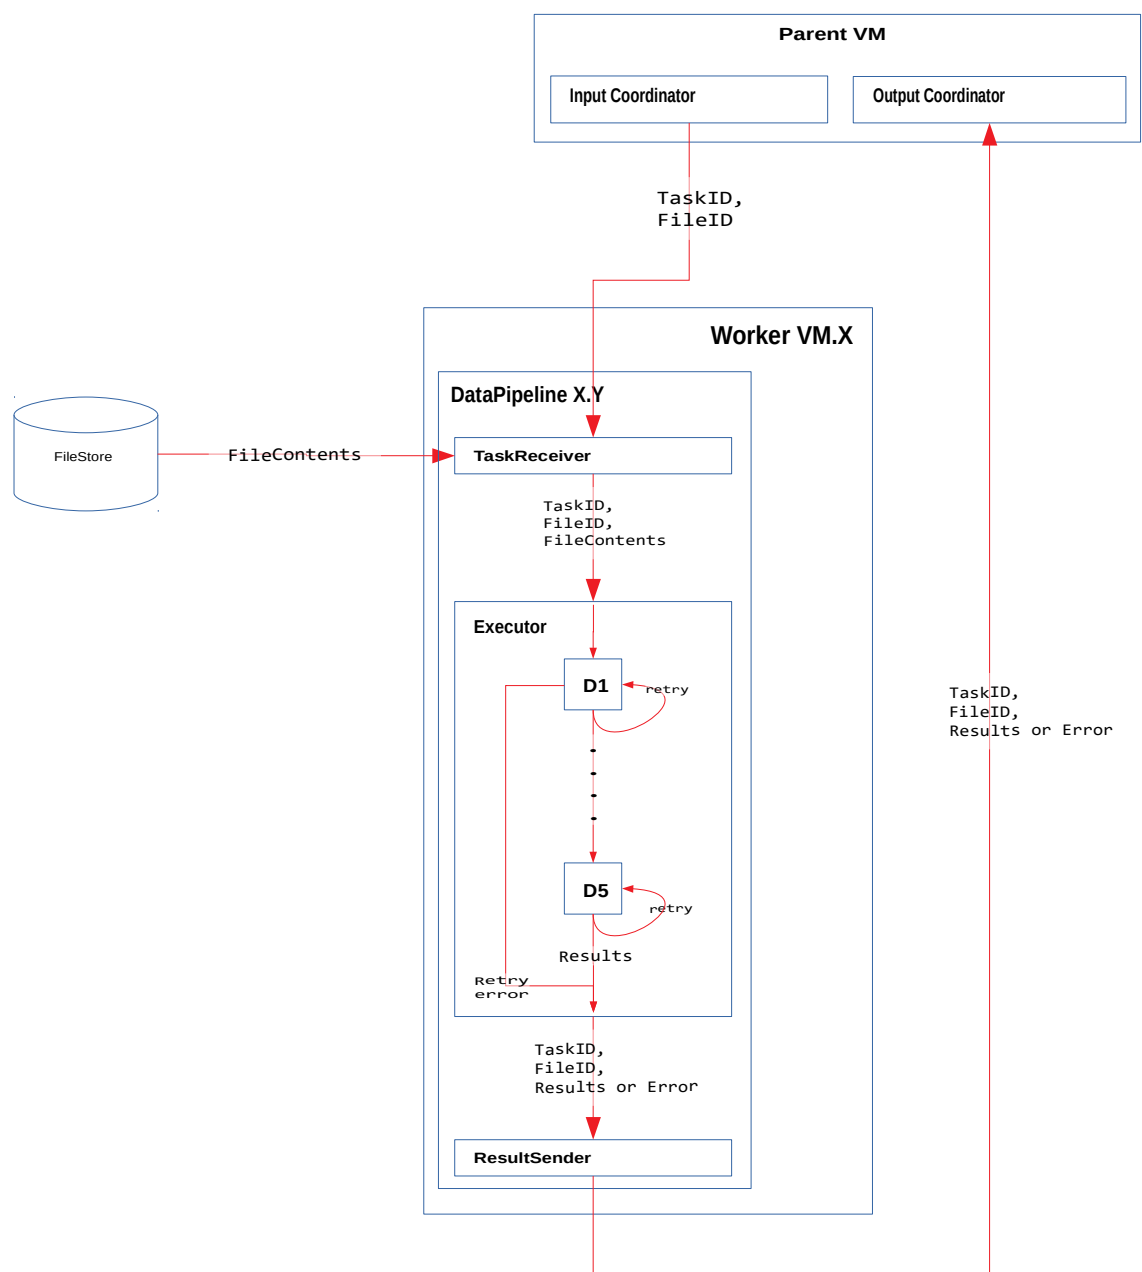 Parent VM
Input Coordinator
Output Coordinator
TaskID,
FileID
Worker VM.X
DataPipeline X.Y
FileStore
FileContents
TaskReceiver
TaskID,
FileID,
FileContents
Executor
D1
retry
TaskID,
FileID,
Results or Error
D5
retry
Results
Retry
error
TaskID,
FileID,
Results or Error
ResultSender